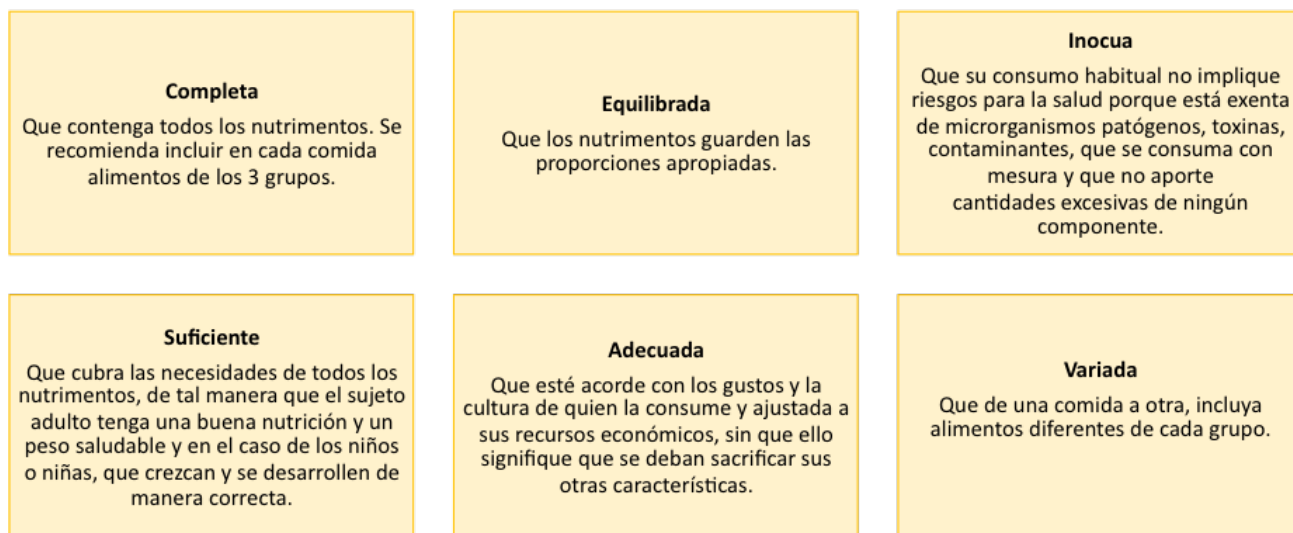 Completa
Que contenga todos los nutrimentos. Se
recomienda incluir en cada comida
alimentos de los 3 grupos.
Equilibrada
Que los nutrimentos guarden las
proporciones apropiadas.
Inocua
Que su consumo habitual no implique
riesgos para la salud porque está exenta
de microrganismos patógenos, toxinas,
contaminantes, que se consuma con
mesura y que no aporte
cantidades excesivas de ningún
componente.
Suficiente
Que cubra las necesidades de todos los
nutrimentos, de tal manera que el sujeto
adulto tenga una buena nutrición y un
peso saludable y en el caso de los niños
o niñas, que crezcan y se desarrollen de
manera correcta.
Adecuada
Que esté acorde con los gustos y la
cultura de quien la consume y ajustada a
sus recursos económicos, sin que ello
signifique que se deban sacrificar sus
otras características.
Variada
Que de una comida a otra, incluya
alimentos diferentes de cada grupo.